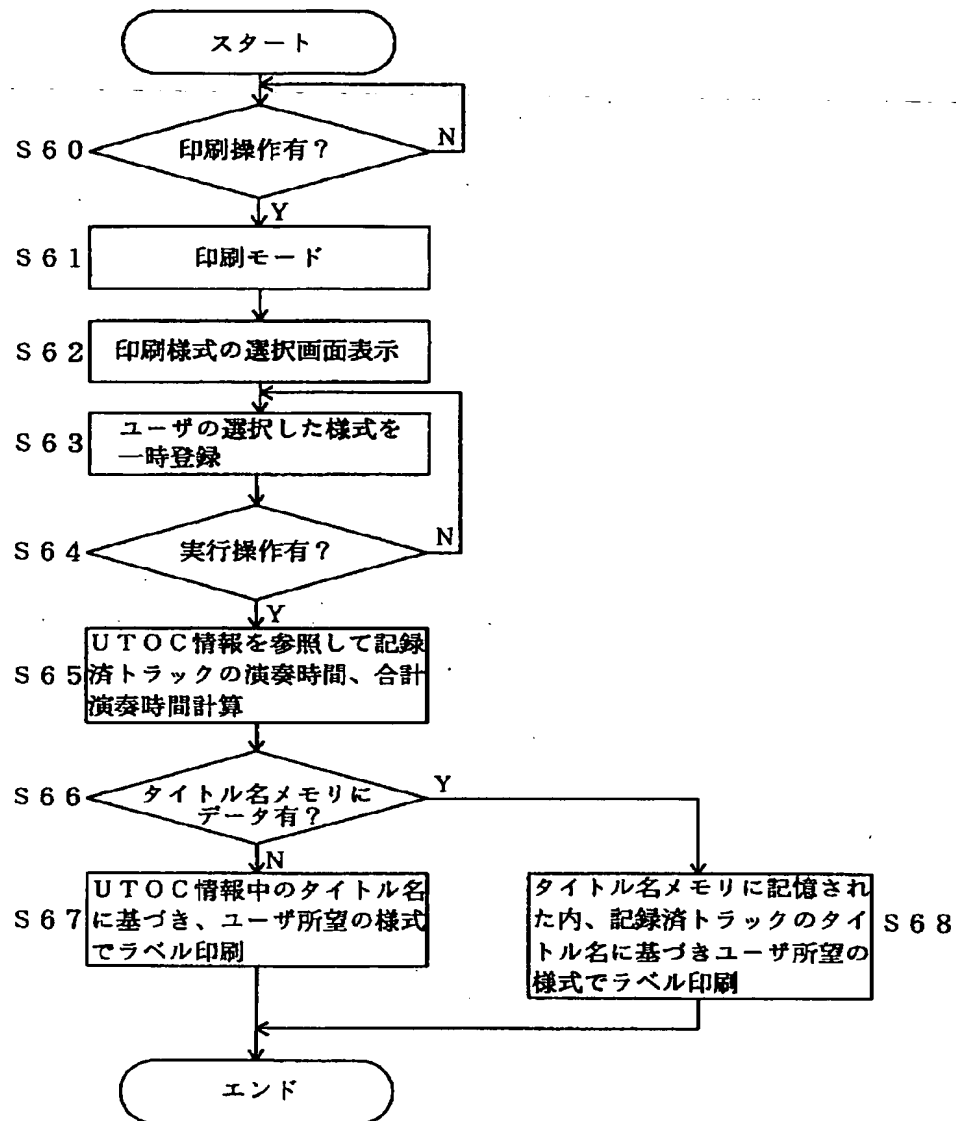 スタート
S60
印刷操作有?
N
Y
S61
印刷モード
S62
印刷様式の選択画面表示
S63
ユーザの選択した様式を
一時登録
S64
実行操作有?
N
Y
S65
UTOC情報を参照して記録
済トラックの演奏時間、合計
演奏時間計算
S66
タイトル名メモリに
データ有?
Y
N
S67
UTOC情報中のタイトル名
に基づき、ユーザ所望の様式
でラベル印刷
タイトル名メモリに記憶され
た内、記録済トラックのタイ
トル名に基づきユーザ所望の
様式でラベル印刷
S68
エンド